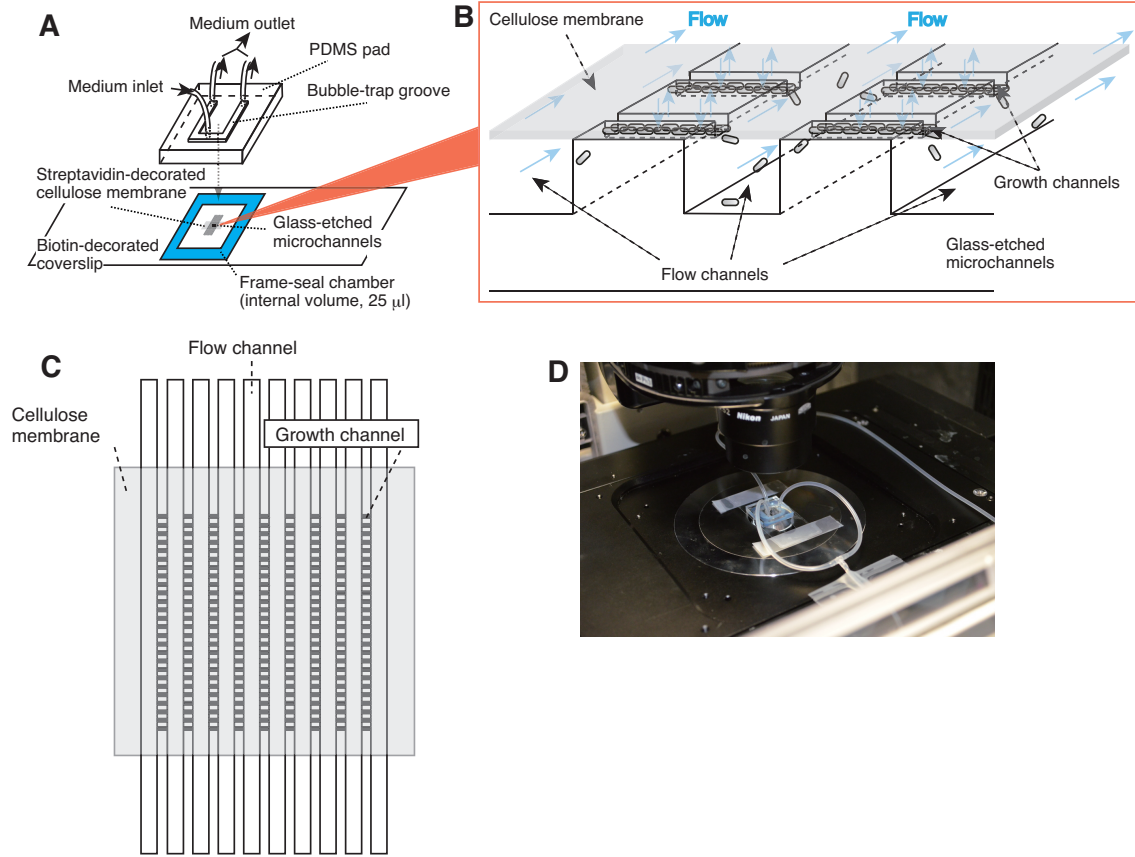 A
Medium outlet
PDMS pad
Medium inlet
Bubble-trap groove
Streptavidin-decorated
cellulose membrane
Glass-etched
microchannels
Biotin-decorated
coverslip
Frame-seal chamber
(internal volume, 25 μl)
B
Cellulose membrane
Flow
Flow
Growth channels
Flow channels
Glass-etched
microchannels
C
Flow channel
Cellulose
membrane
Growth channel
D
Nikon JAPAN